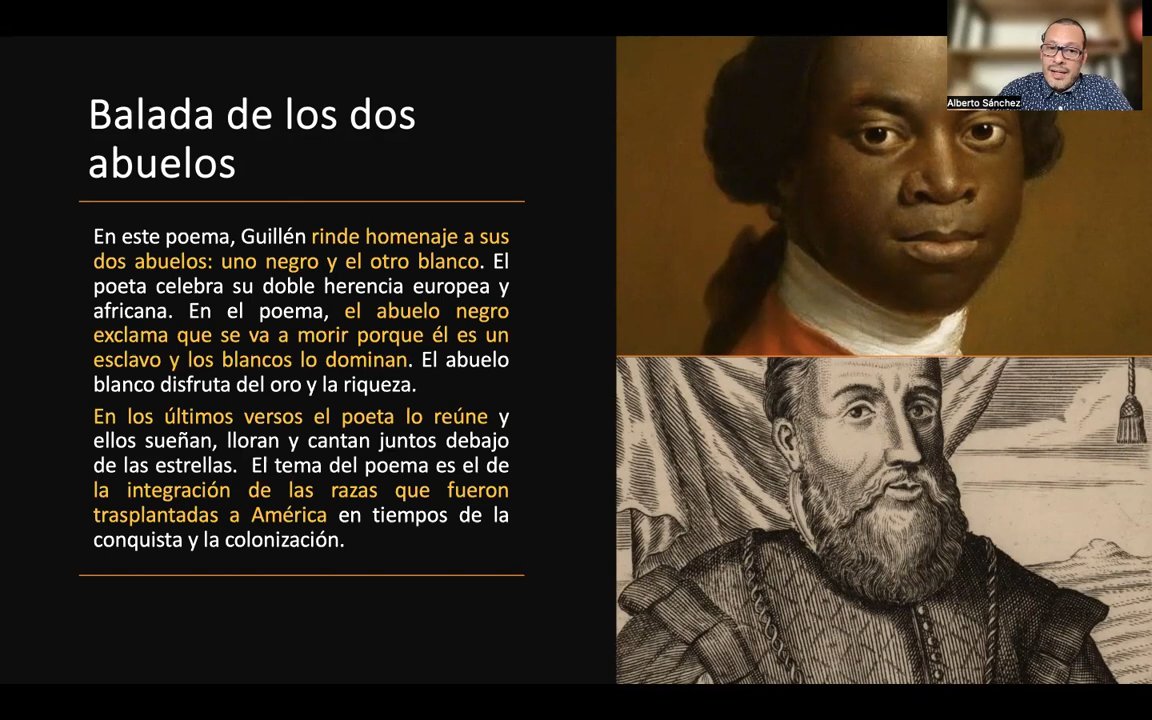 Balada de los dos
abuelos
En este poema, Guillén rinde homenaje a sus
dos abuelos: uno negro y el otro blanco. El
poeta celebra su doble herencia europea y
africana. En el poema, el abuelo negro
exclama que se va a morir porque él es un
esclavo y los blancos lo dominan. El abuelo
blanco disfruta del oro y la riqueza.
En los últimos versos el poeta lo reúne y
ellos sueñan, lloran y cantan juntos debajo
de las estrellas. El tema del poema es el de
la integración de las razas que fueron
trasplantadas a América en tiempos de la
conquista y la colonización.
Alberto Sánchez